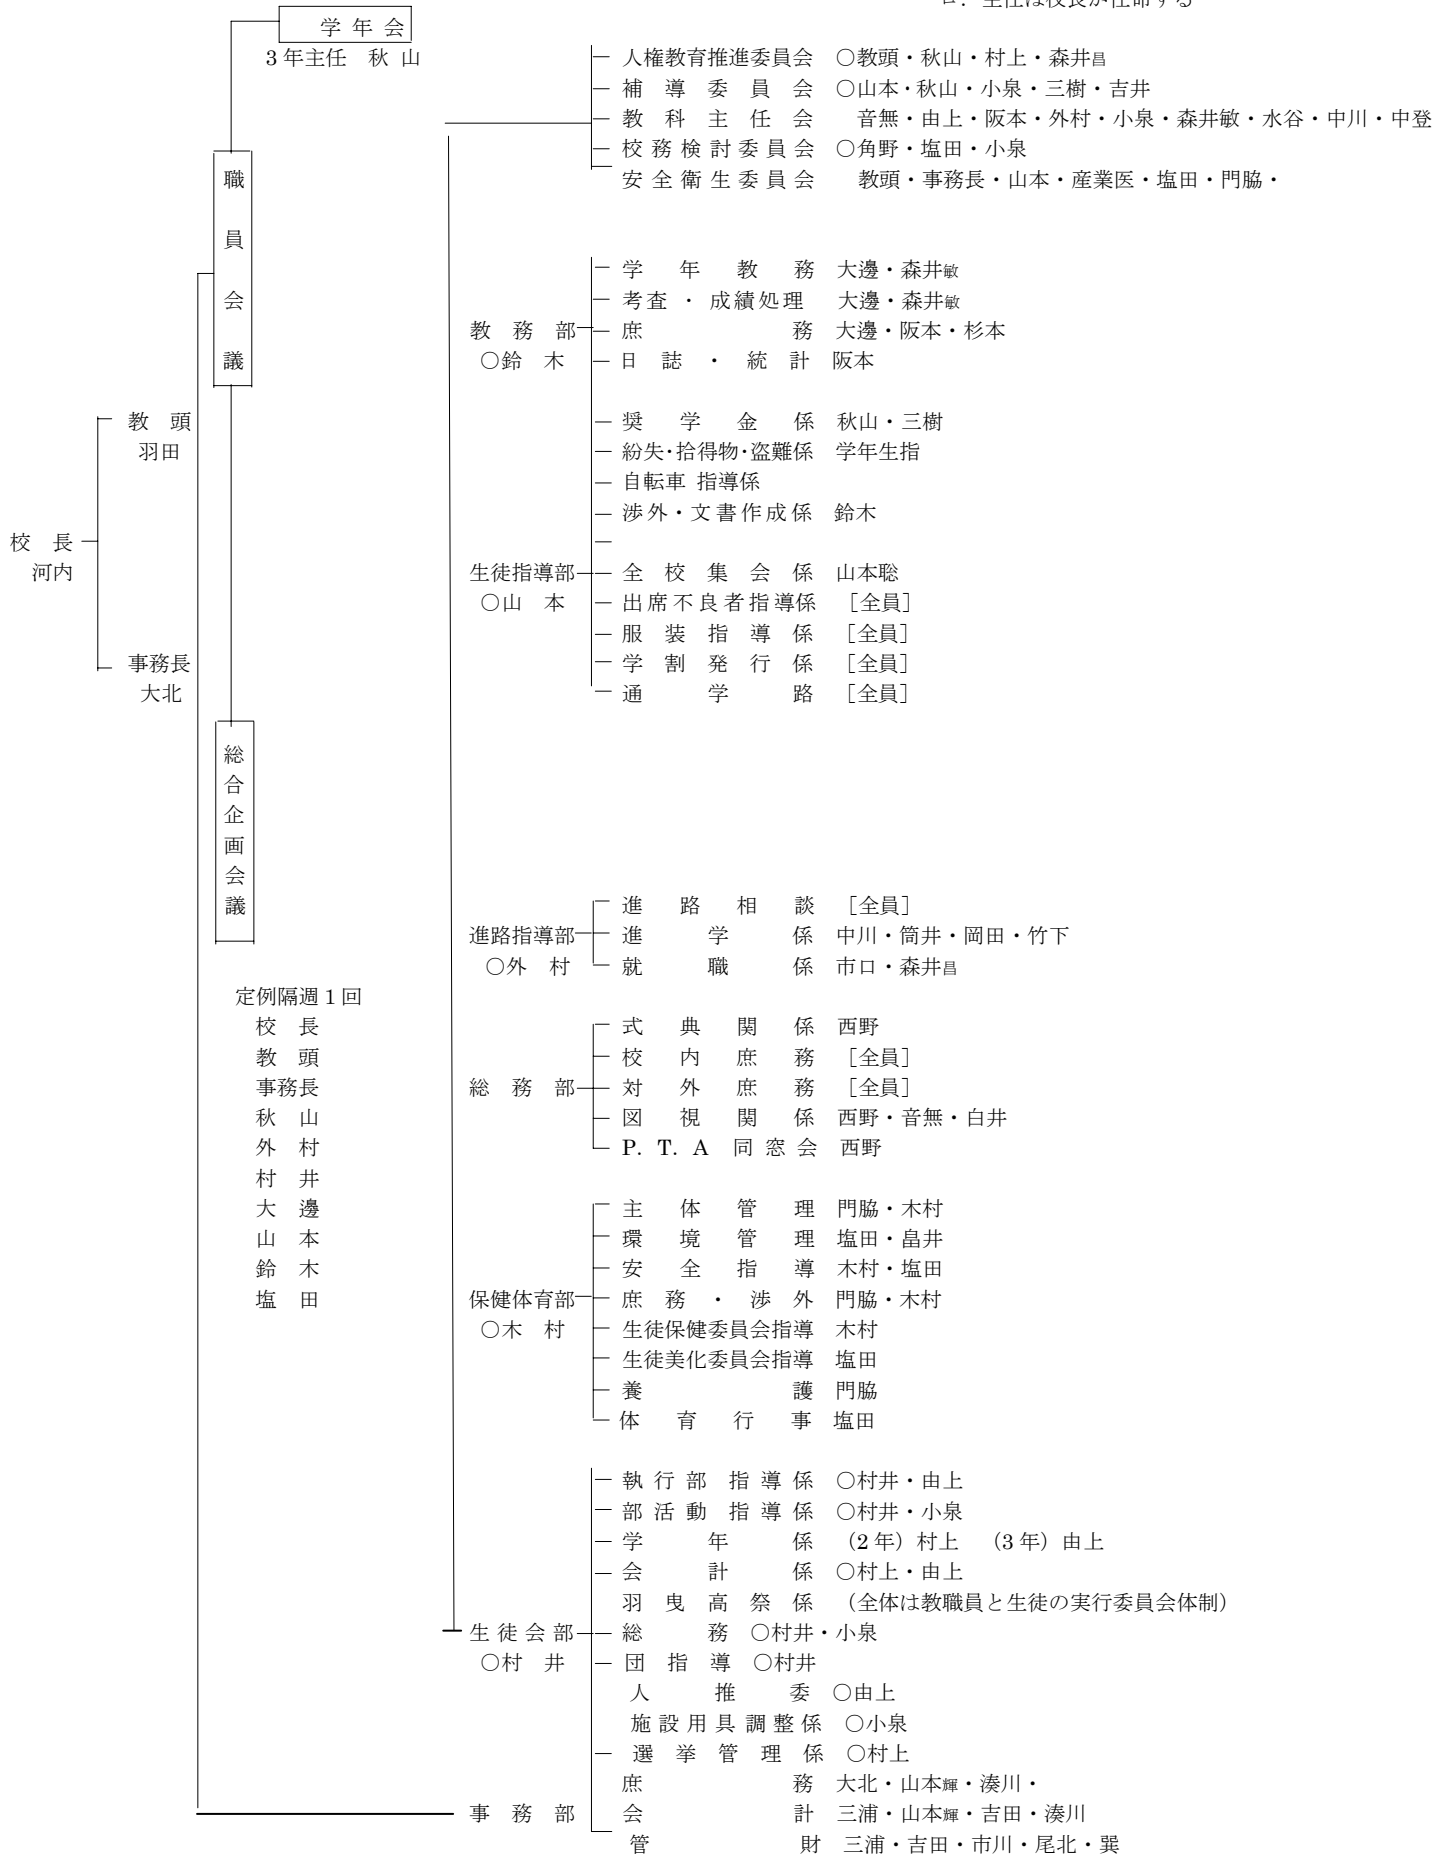 ロ．主任は校長が任命する
学年会
3年主任　秋山
人権教育推進委員会　○教頭・秋山・村上・森井昌
補導委員会　○山本・秋山・小泉・三樹・吉井
教科主任会　音無・由上・阪本・外村・小泉・森井敏・水谷・中川・中登
校務検討委員会　○角野・塩田・小泉
安全衛生委員会　教頭・事務長・山本・産業医・塩田・門脇・
職員会議
教務部
○鈴木
学年教務　大邊・森井敏
考査・成績処理　大邊・森井敏
庶務　大邊・阪本・杉本
日誌・統計　阪本
校長
河内
教頭
羽田
事務長
大北
生徒指導部
○山本
奨学金係　秋山・三樹
紛失･拾得物･盗難係　学年生指
自転車 指導係
渉外・文書作成係　鈴木
全校集会係　山本聡
出席不良者指導係　［全員］
服装指導係　［全員］
学割発行係　［全員］
通学路　［全員］
総合企画会議
定例隔週1回
校長
教頭
事務長
秋山
外村
村井
大邊
山本
鈴木
塩田
進路指導部
○外村
進路相談　［全員］
進学係　中川・筒井・岡田・竹下
就職係　市口・森井昌
総務部
式典関係　西野
校内庶務　［全員］
対外庶務　［全員］
図視関係　西野・音無・白井
P. T. A 同窓会　西野
保健体育部
○木村
主体管理　門脇・木村
環境管理　塩田・畠井
安全指導　木村・塩田
庶務・渉外　門脇・木村
生徒保健委員会指導　木村
生徒美化委員会指導　塩田
養護　門脇
体育行事　塩田
生徒会部
○村井
執行部 指導係　○村井・由上
部活動 指導係　○村井・小泉
学年係　（2年）村上　（3年）由上
会計係　○村上・由上
羽曳高祭係　（全体は教職員と生徒の実行委員会体制）
総務　○村井・小泉
団指導　○村井
人推委　○由上
施設用具調整係　○小泉
選挙管理係　○村上
事務部
庶務　大北・山本輝・湊川・
会計　三浦・山本輝・吉田・湊川
管財　三浦・吉田・市川・尾北・巽